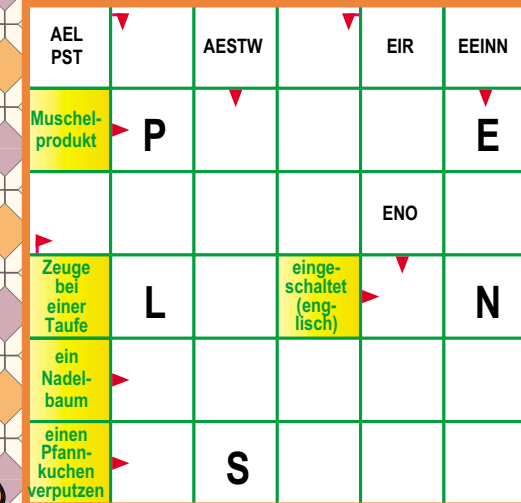 AEL
PST
AESTW
EIR
EEINN
Muschel-
produkt
P
E
ENO
Zeuge
bei
einer
Taufe
L
einge-
schaltet
(eng-
lisch)
N
ein
Nadel-
baum
einen
Pfann-
kuchen
verputzen
S